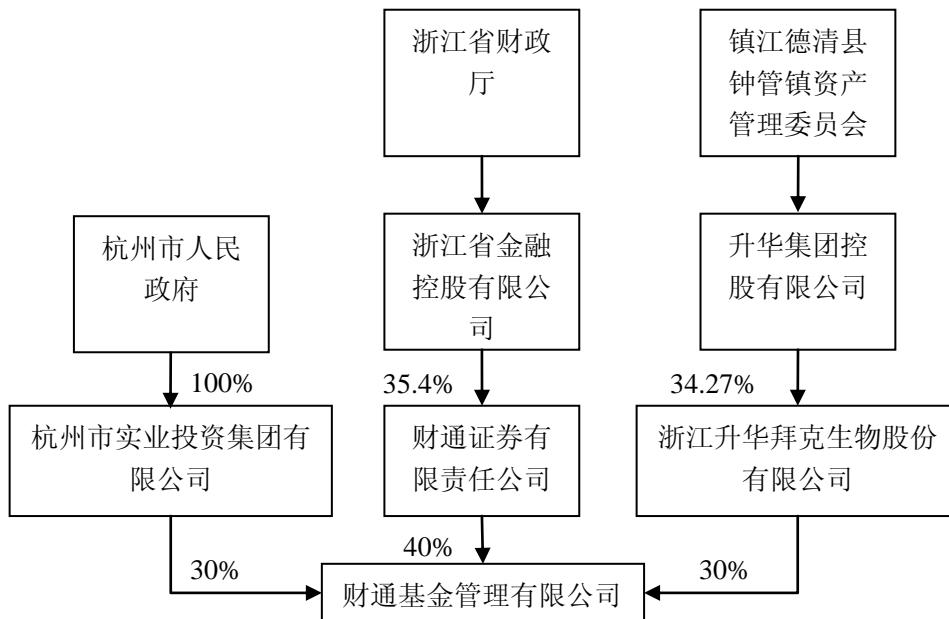 浙江省财政
厅
镇江德清县
钟管镇资产
管理委员会
杭州市人民
政府
浙江省金融
控股有限公
司
升华集团控
股有限公司
100%
35.4%
34.27%
杭州市实业投资集团有
限公司
财通证券有
限责任公司
浙江升华拜克生物股份
有限公司
30%
40%
30%
财通基金管理有限公司